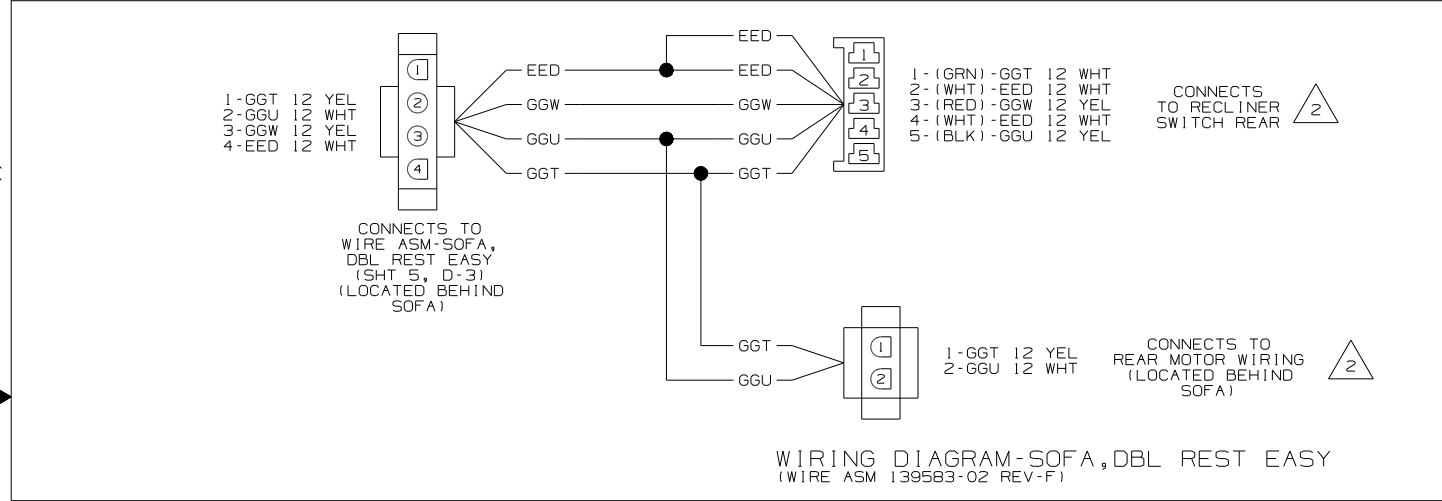 1-GGT 12 YEL
2-GGU 12 WHT
3-GGW 12 YEL
4-EED 12 WHT
1
2
3
4
CONNECTS TO
WIRE ASM-SOFA,
DBL REST EASY
(SHT 5, D-3)
(LOCATED BEHIND
SOFA)
EED
EED EED
GGW GGW
GGU GGU
GGT GGT
1
2
3
4
5
1-(GRN)-GGT 12 WHT
2-(WHT)-EED 12 WHT
3-(RED)-GGW 12 YEL
4-(WHT)-EED 12 WHT
5-(BLK)-GGU 12 YEL
CONNECTS
TO RECLINER
SWITCH REAR
2
GGT
GGU
1
2
1-GGT 12 YEL
2-GGU 12 WHT
CONNECTS TO
REAR MOTOR WIRING
(LOCATED BEHIND
SOFA)
2
WIRING DIAGRAM-SOFA,DBL REST EASY
(WIRE ASM 139583-02 REV-F)